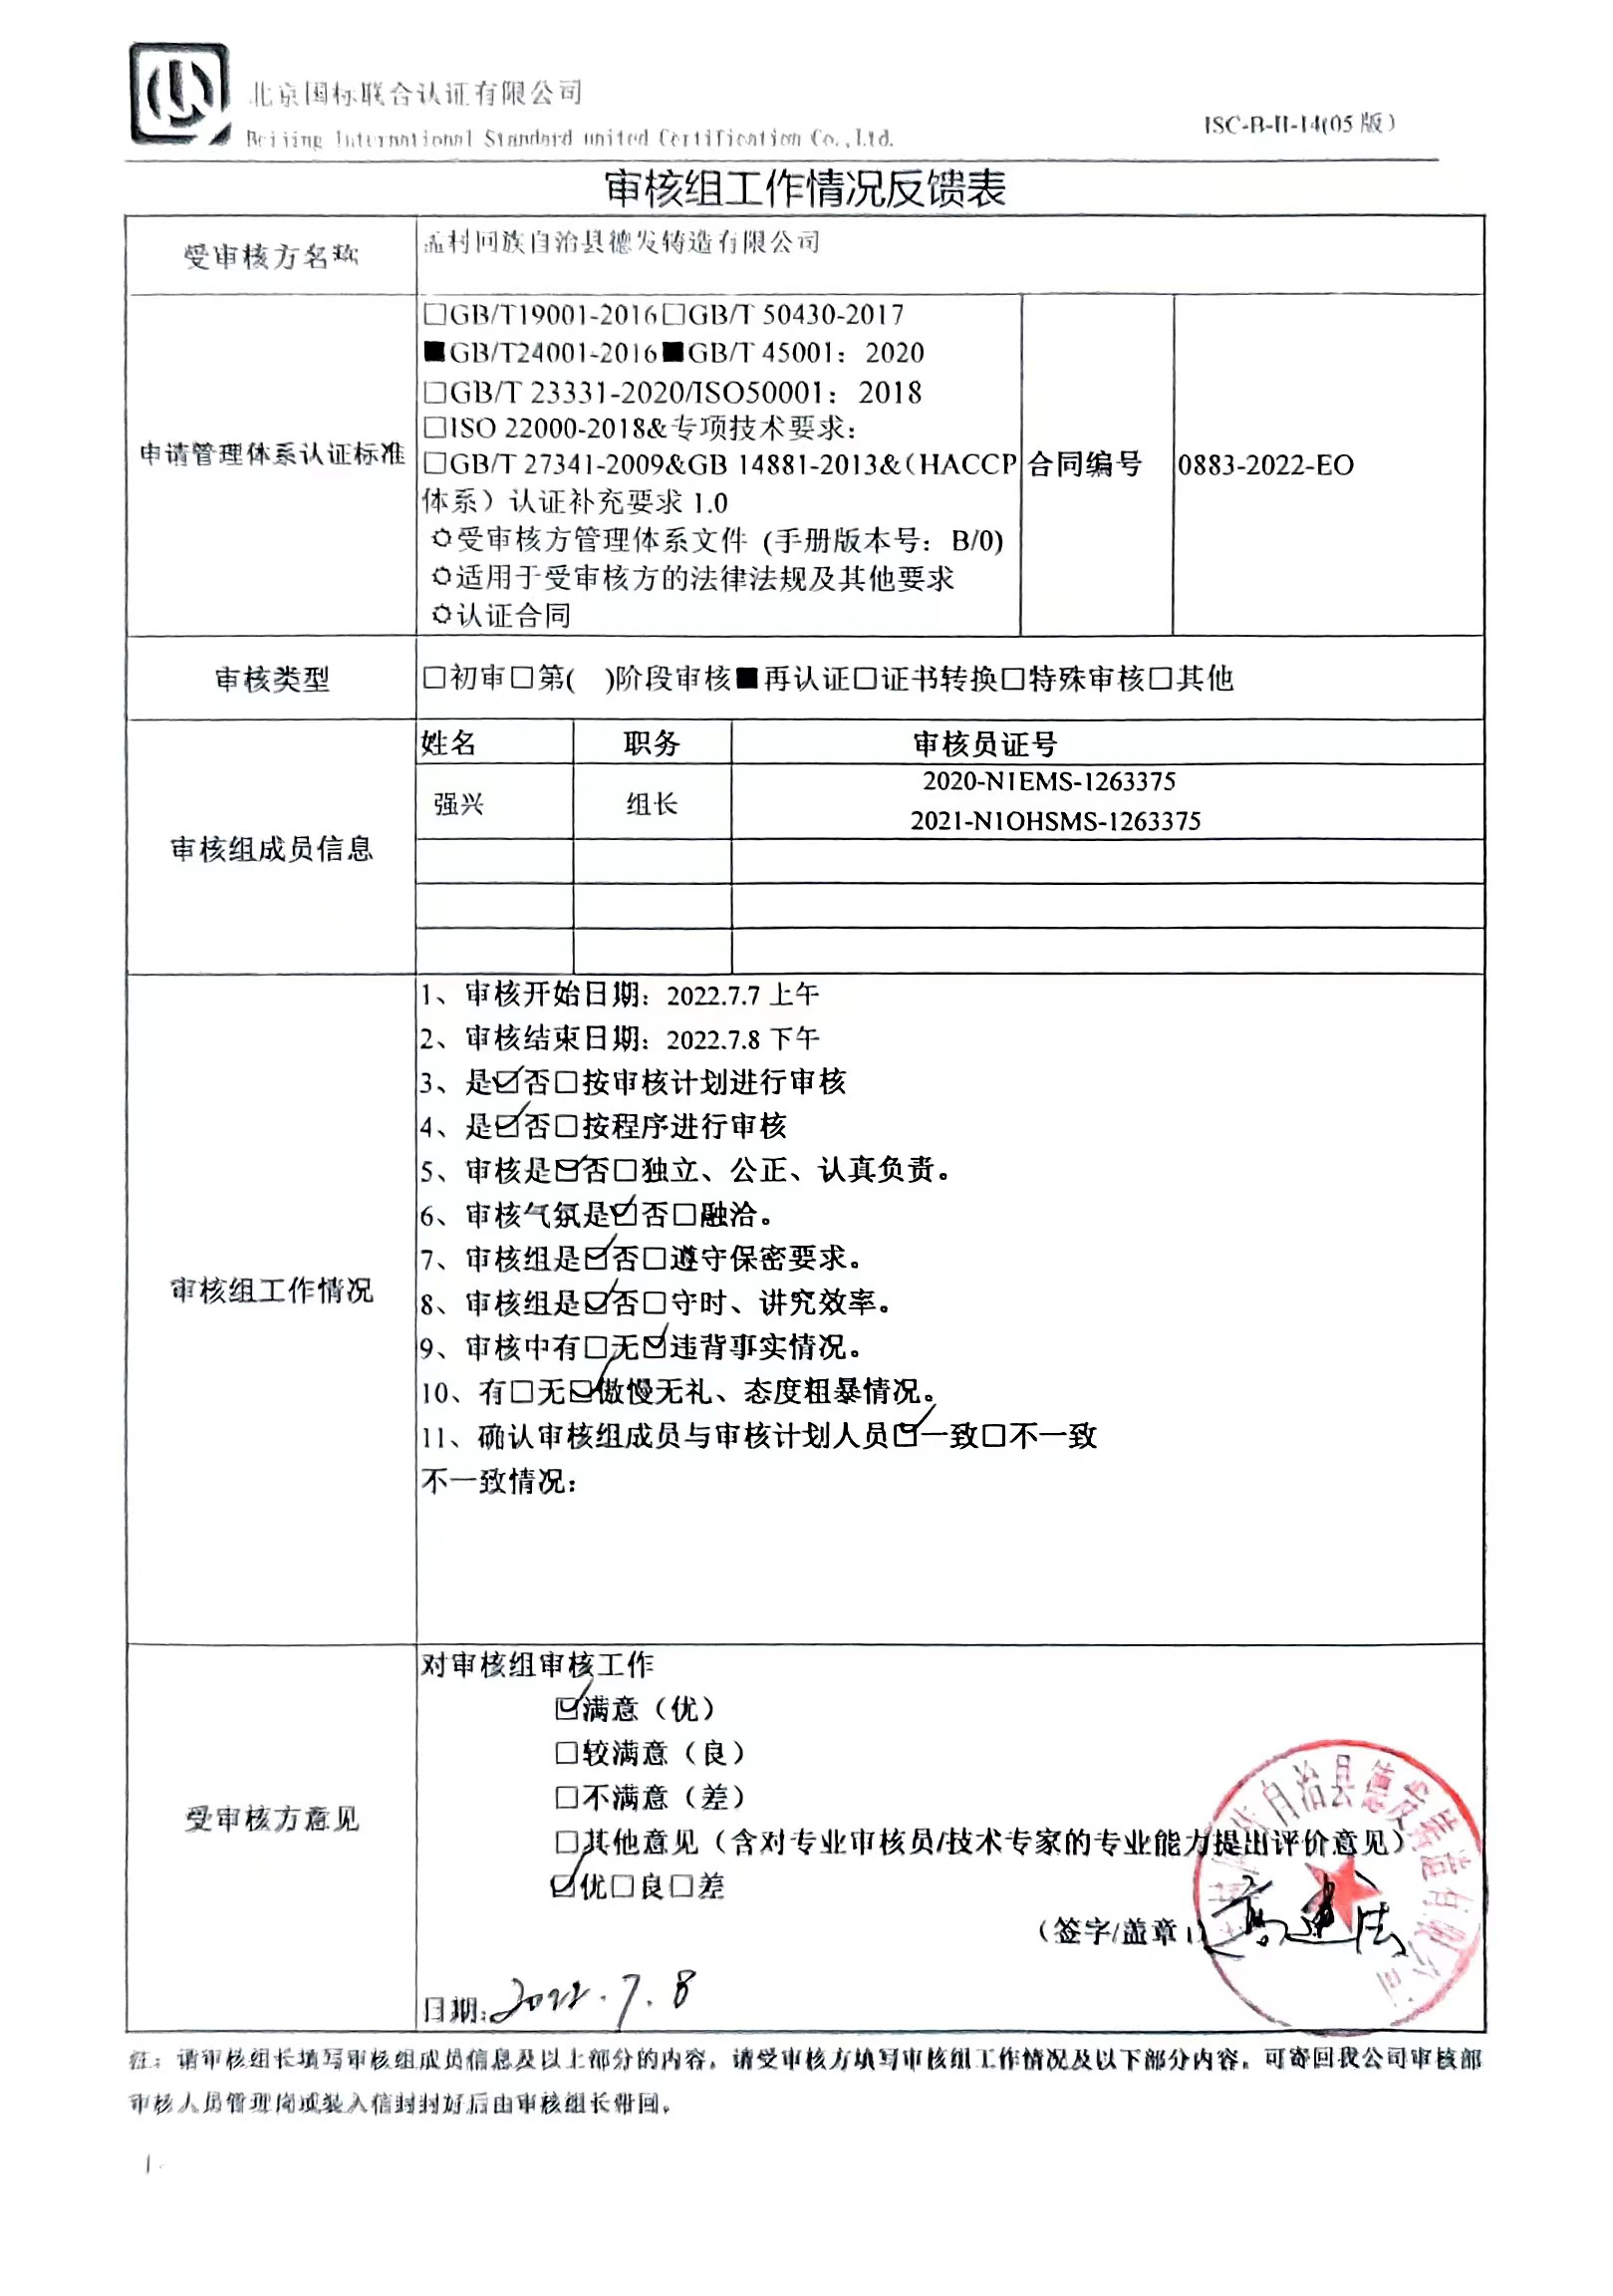 北京国标联合认证有限公司
Beijing International Standard united Certification Co.,Ltd.
ISC-B-II-14(05 版)
审核组工作情况反馈表
受审核方名称
孟村回族自治县德发铸造有限公司
申请管理体系认证标准
□GB/T19001-2016□GB/T 50430-2017
■GB/T24001-2016■GB/T 45001：2020
□GB/T 23331-2020/ISO50001：2018
□ISO 22000-2018&专项技术要求：
□GB/T 27341-2009&GB 14881-2013&（HACCP
体系）认证补充要求 1.0
✩受审核方管理体系文件 (手册版本号：B/0)
✩适用于受审核方的法律法规及其他要求
✩认证合同
合同编号
0883-2022-EO
审核类型
□初审□第( )阶段审核■再认证□证书转换□特殊审核□其他
审核组成员信息
姓名 职务 审核员证号
强兴 组长 2020-N1EMS-1263375
2021-N1OHSMS-1263375
审核组工作情况
1、审核开始日期：2022.7.7 上午
2、审核结束日期：2022.7.8 下午
3、是☑否□按审核计划进行审核
4、是☑否□按程序进行审核
5、审核是☑否□独立、公正、认真负责。
6、审核气氛是☑否□融洽。
7、审核组是☑否□遵守保密要求。
8、审核组是☑否□守时、讲究效率。
9、审核中有□无☑违背事实情况。
10、有□无☑傲慢无礼、态度粗暴情况。
11、确认审核组成员与审核计划人员☑一致□不一致
不一致情况：
受审核方意见
对审核组审核工作
☑满意（优）
□较满意（良）
□不满意（差）
□其他意见（含对专业审核员/技术专家的专业能力提出评价意见）
☑优□良□差
（签字/盖章）
日期：2022.7.8
注：请审核组长填写审核组成员信息及以上部分的内容，请受审核方填写审核组工作情况及以下部分内容，可寄回我公司审核部
审核人员管理岗或装入信封封好后由审核组长带回。